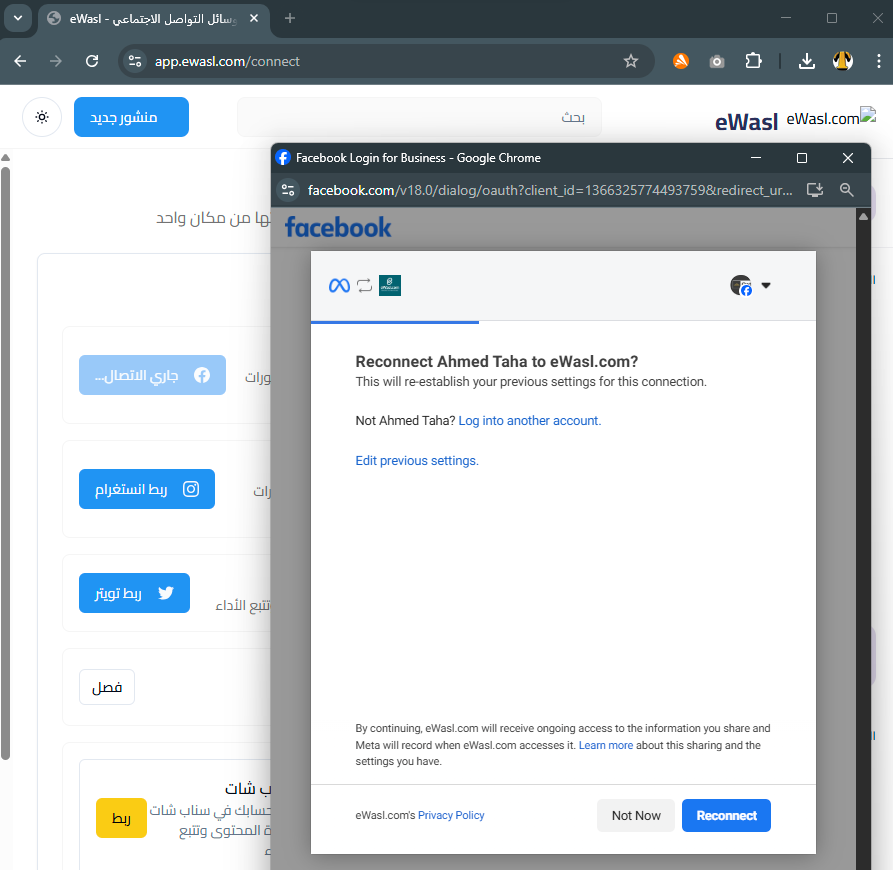 eWasl - وسائل التواصل الاجتماعي
app.ewasl.com/connect
eWasl
eWasl.com
بحث
منشور جديد
من مكان واحد
جاري الاتصال...
ربط انستغرام
ربط تويتر
وتتبع الأداء
فصل
ربط
شات
حسابك في سناب شات
المحتوى وتتبع
Facebook Login for Business - Google Chrome
facebook.com/v18.0/dialog/oauth?client_id=1366325774493759&redirect_ur...
facebook
Reconnect Ahmed Taha to eWasl.com?
This will re-establish your previous settings for this connection.
Not Ahmed Taha? Log into another account.
Edit previous settings.
By continuing, eWasl.com will receive ongoing access to the information you share and
Meta will record when eWasl.com accesses it. Learn more about this sharing and the
settings you have.
eWasl.com's Privacy Policy
Not Now
Reconnect